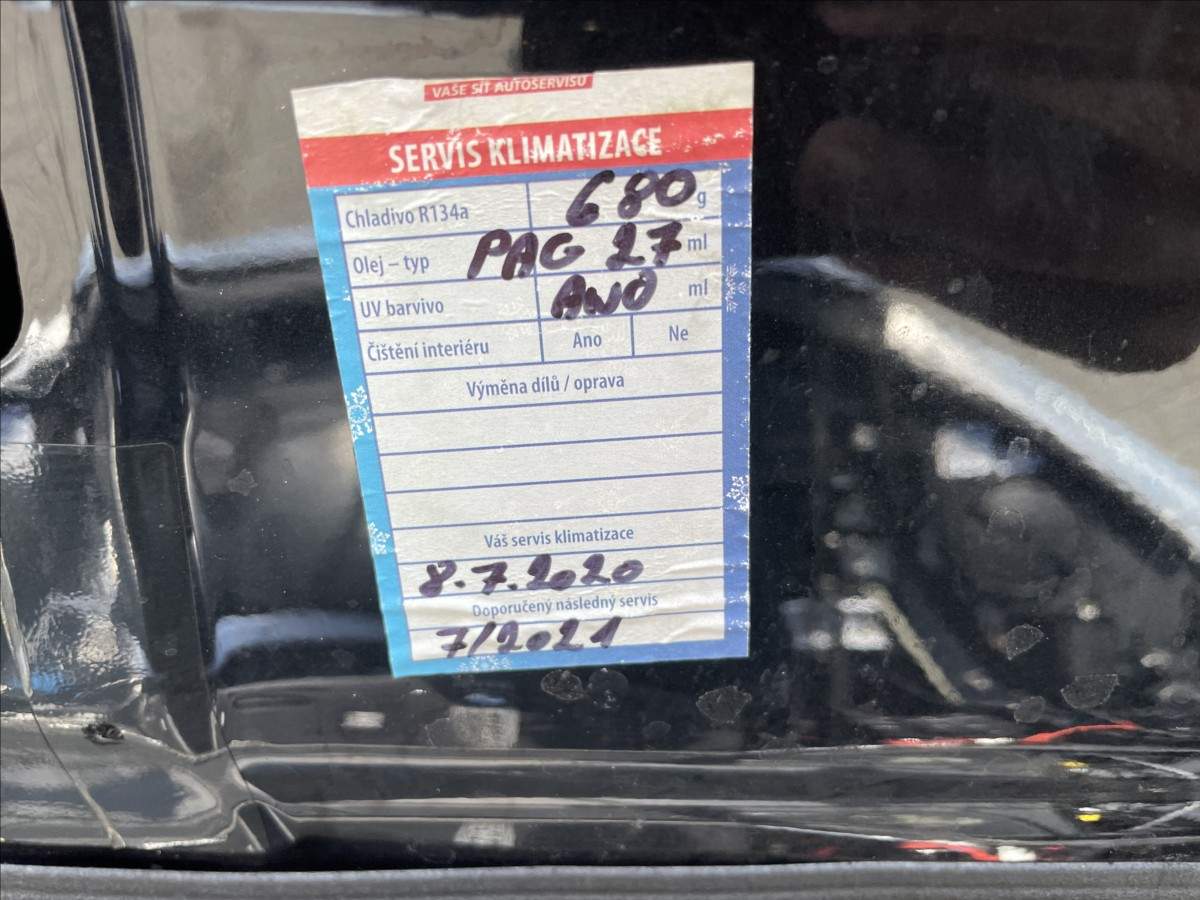 VAŠE SÍŤ AUTOSERVISŮ
SERVIS KLIMATIZACE
Chladivo R134a 680 g
Olej – typ PAG 27 ml
UV barvivo ANO ml
Čištění interiéru Ano Ne
Výměna dílů / oprava
Váš servis klimatizace
8.7.2020
Doporučený následný servis
7/2021